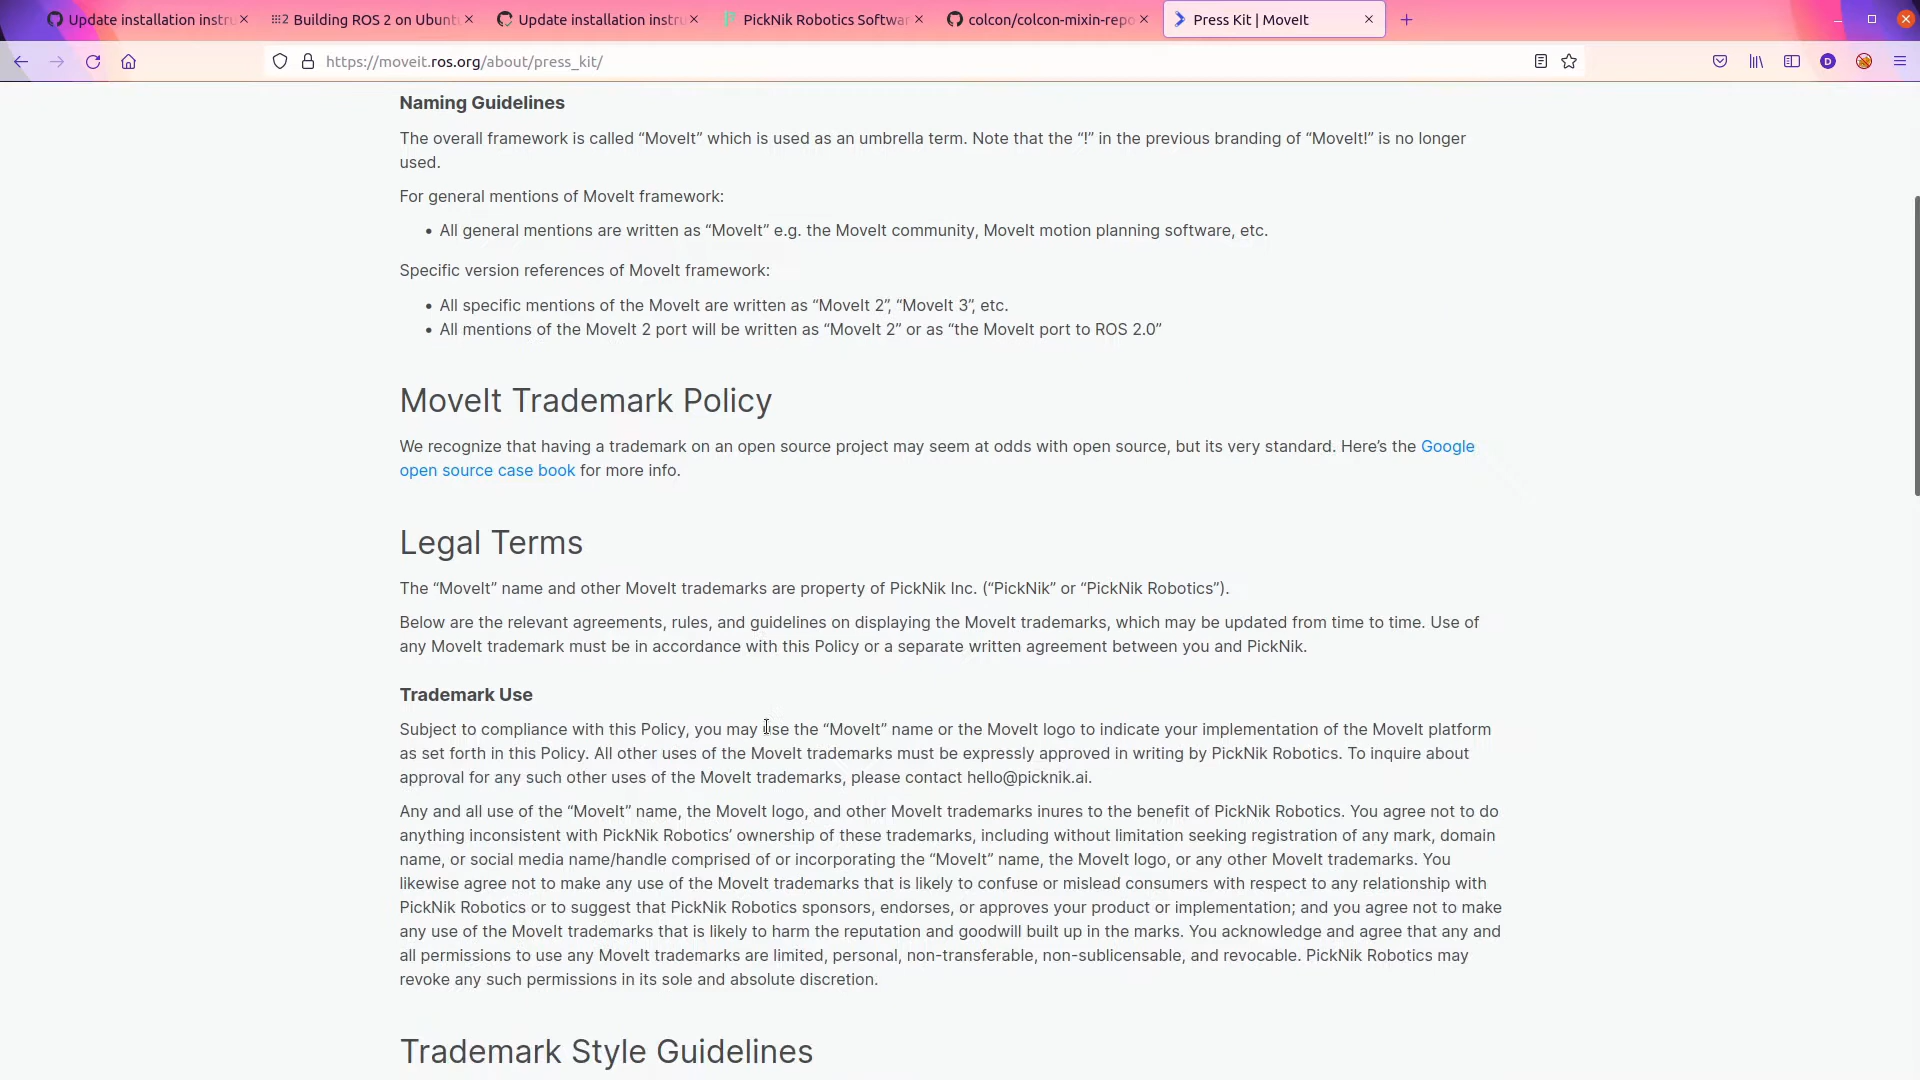 Update installation instru
Building ROS 2 on Ubunt
Update installation instru
PickNik Robotics Softwar
colcon/colcon-mixin-repo
Press Kit | MoveIt
https://moveit.ros.org/about/press_kit/
D
Naming Guidelines
The overall framework is called “MoveIt” which is used as an umbrella term. Note that the “!” in the previous branding of “MoveIt!” is no longer
used.
For general mentions of MoveIt framework:
• All general mentions are written as “MoveIt” e.g. the MoveIt community, MoveIt motion planning software, etc.
Specific version references of MoveIt framework:
• All specific mentions of the MoveIt are written as “MoveIt 2”, “MoveIt 3”, etc.
• All mentions of the MoveIt 2 port will be written as “MoveIt 2” or as “the MoveIt port to ROS 2.0”
MoveIt Trademark Policy
We recognize that having a trademark on an open source project may seem at odds with open source, but its very standard. Here’s the Google
open source case book for more info.
Legal Terms
The “MoveIt” name and other MoveIt trademarks are property of PickNik Inc. (“PickNik” or “PickNik Robotics”).
Below are the relevant agreements, rules, and guidelines on displaying the MoveIt trademarks, which may be updated from time to time. Use of
any MoveIt trademark must be in accordance with this Policy or a separate written agreement between you and PickNik.
Trademark Use
Subject to compliance with this Policy, you may use the “MoveIt” name or the MoveIt logo to indicate your implementation of the MoveIt platform
as set forth in this Policy. All other uses of the MoveIt trademarks must be expressly approved in writing by PickNik Robotics. To inquire about
approval for any such other uses of the MoveIt trademarks, please contact hello@picknik.ai.
Any and all use of the “MoveIt” name, the MoveIt logo, and other MoveIt trademarks inures to the benefit of PickNik Robotics. You agree not to do
anything inconsistent with PickNik Robotics’ ownership of these trademarks, including without limitation seeking registration of any mark, domain
name, or social media name/handle comprised of or incorporating the “MoveIt” name, the MoveIt logo, or any other MoveIt trademarks. You
likewise agree not to make any use of the MoveIt trademarks that is likely to confuse or mislead consumers with respect to any relationship with
PickNik Robotics or to suggest that PickNik Robotics sponsors, endorses, or approves your product or implementation; and you agree not to make
any use of the MoveIt trademarks that is likely to harm the reputation and goodwill built up in the marks. You acknowledge and agree that any and
all permissions to use any MoveIt trademarks are limited, personal, non-transferable, non-sublicensable, and revocable. PickNik Robotics may
revoke any such permissions in its sole and absolute discretion.
Trademark Style Guidelines